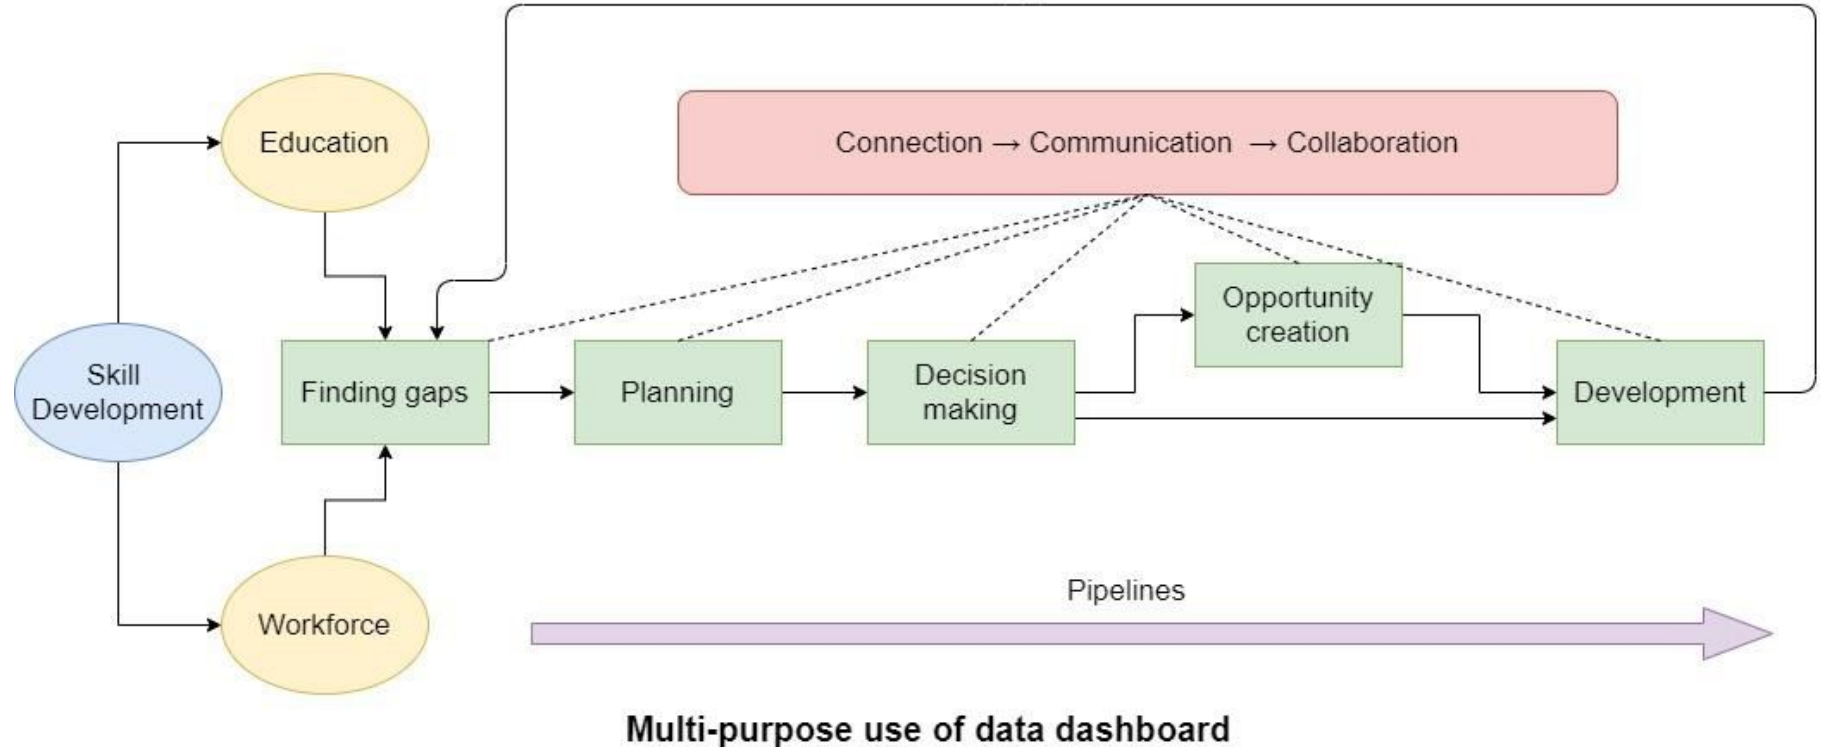 Education
Connection → Communication → Collaboration
Opportunity
creation
Skill
Development
Finding gaps
Planning
Decision
making
Development
Pipelines
Workforce
Multi-purpose use of data dashboard